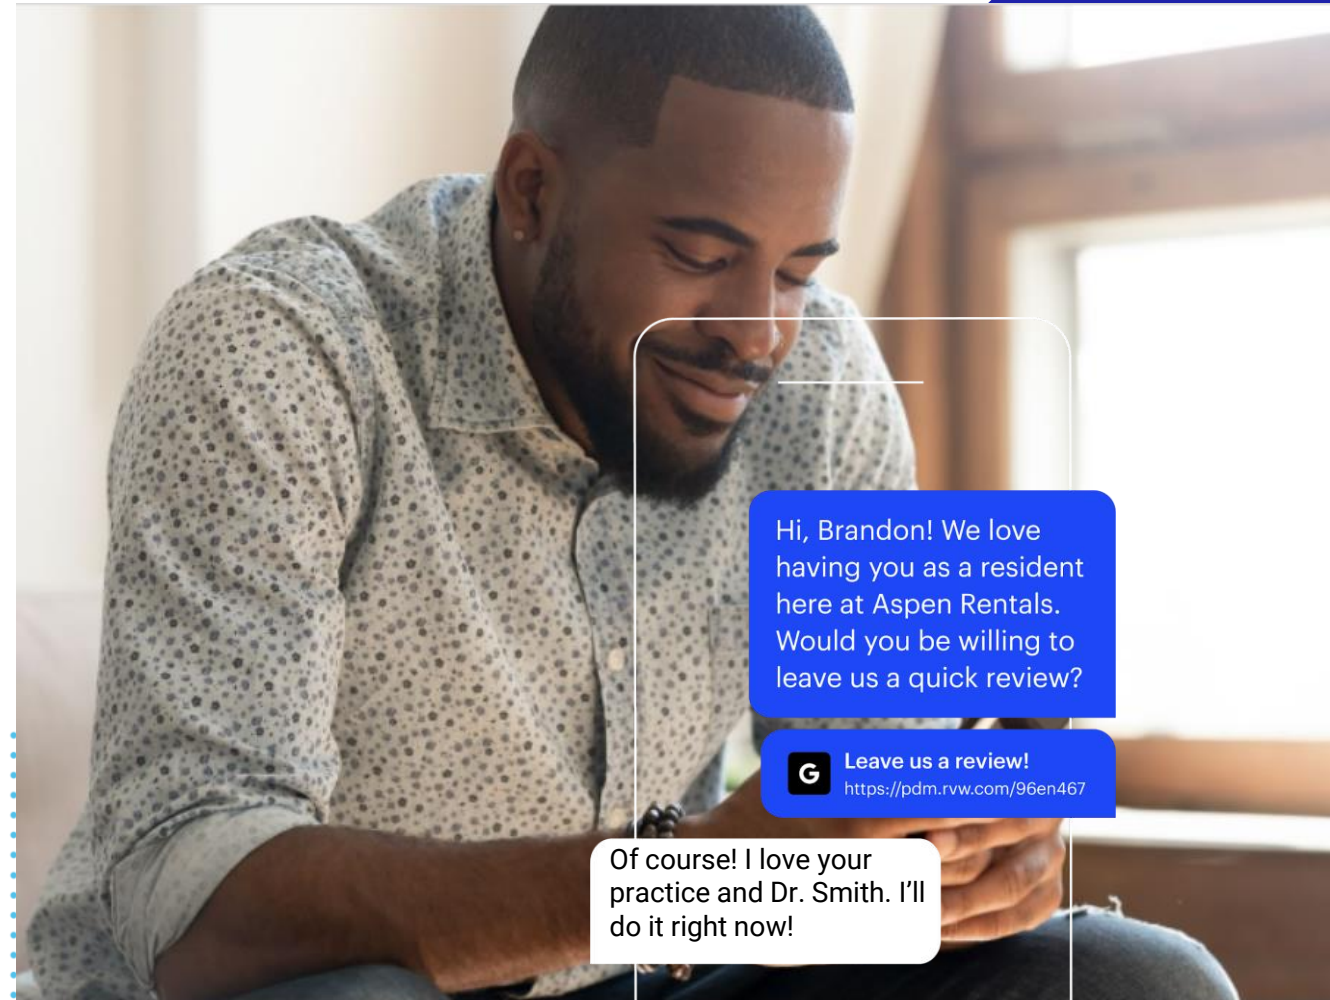 Hi, Brandon! We love
having you as a resident
here at Aspen Rentals.
Would you be willing to
leave us a quick review?
G
Leave us a review!
https://pdm.rvw.com/96en467
Of course! I love your
practice and Dr. Smith. I’ll
do it right now!